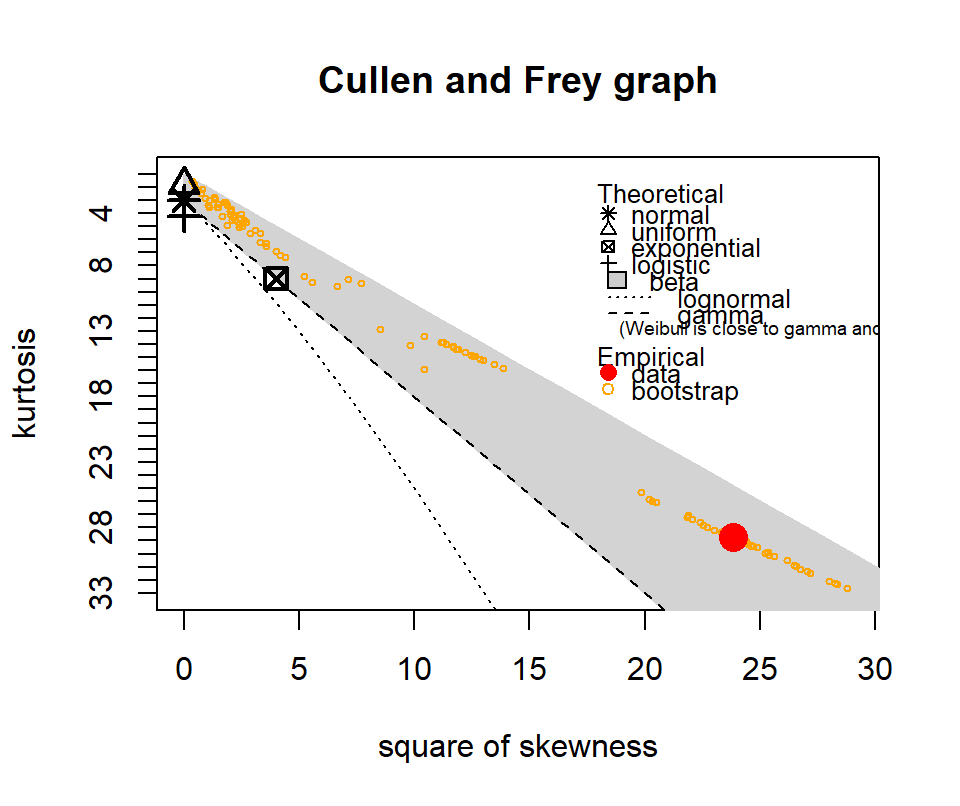 Cullen and Frey graph
kurtosis
4
8
13
18
23
28
33
Theoretical
normal
uniform
exponential
logistic
beta
lognormal
gamma
(Weibull is close to gamma and
Empirical
data
bootstrap
0 5 10 15 20 25 30
square of skewness